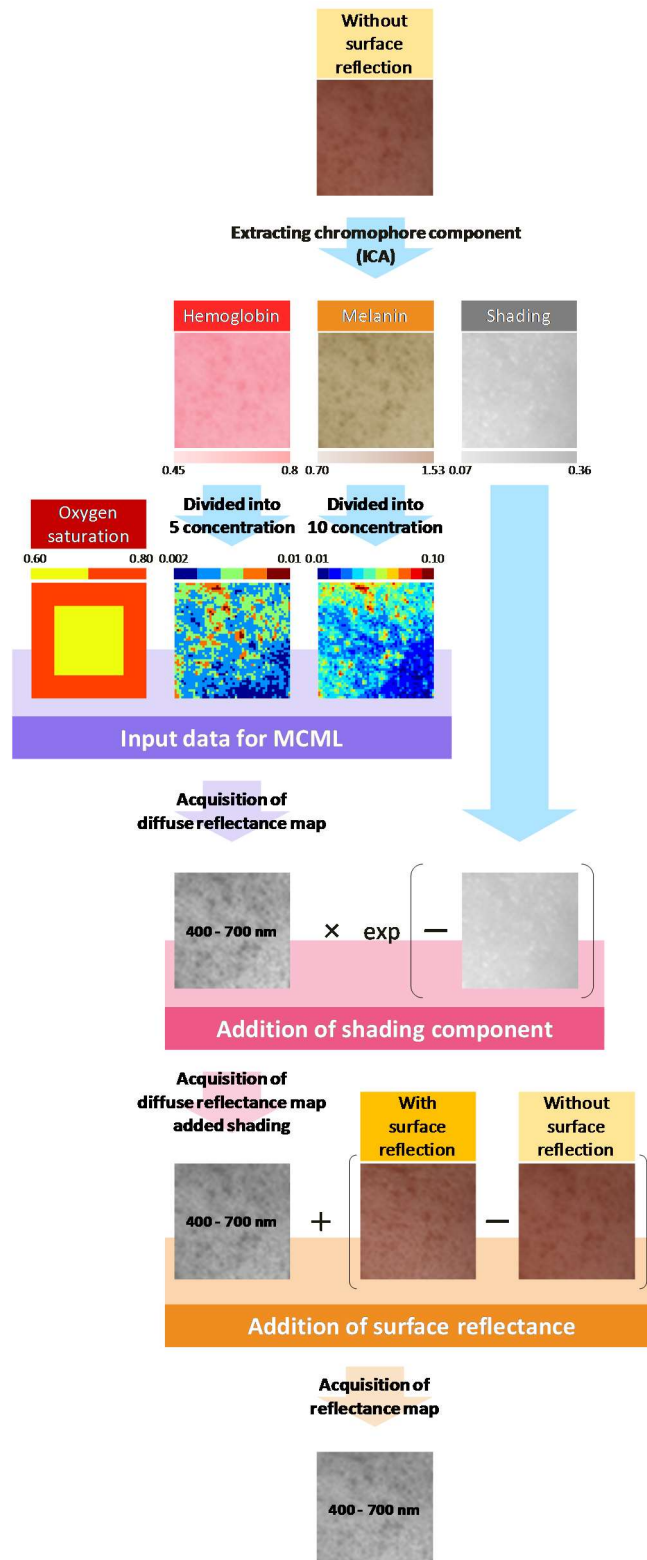 Without
surface
reflection
Extracting chromophore component
(ICA)
Hemoglobin
Melanin
Shading
0.45 0.8
0.70 1.53
0.07 0.36
Divided into
5 concentration
Divided into
10 concentration
Oxygen
saturation
0.60 0.80
0.002 0.01
0.01 0.10
Input data for MCML
Acquisition of
diffuse reflectance map
400 - 700 nm × exp ( − )
Addition of shading component
Acquisition of
diffuse reflectance map
added shading
With
surface
reflection
Without
surface
reflection
400 - 700 nm + ( − )
Addition of surface reflectance
Acquisition of
reflectance map
400 - 700 nm